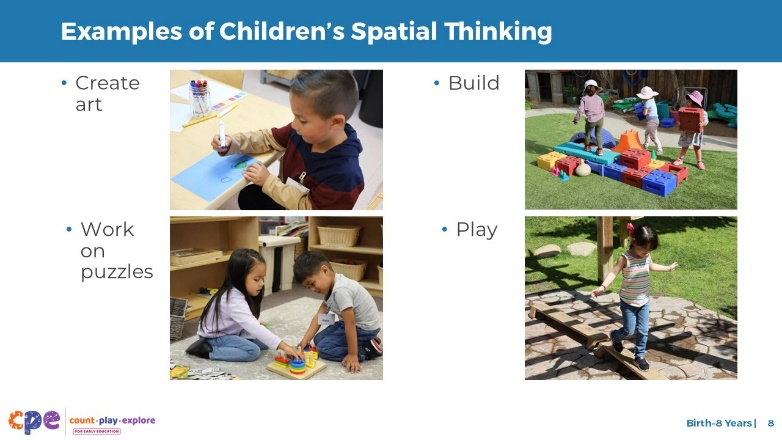 Examples of Children's Spatial Thinking
• Create
art
• Build
• Work
on
puzzles
• Play
cpe
count·play·explore
FOR EARLY EDUCATION
Birth-8 Years | 8